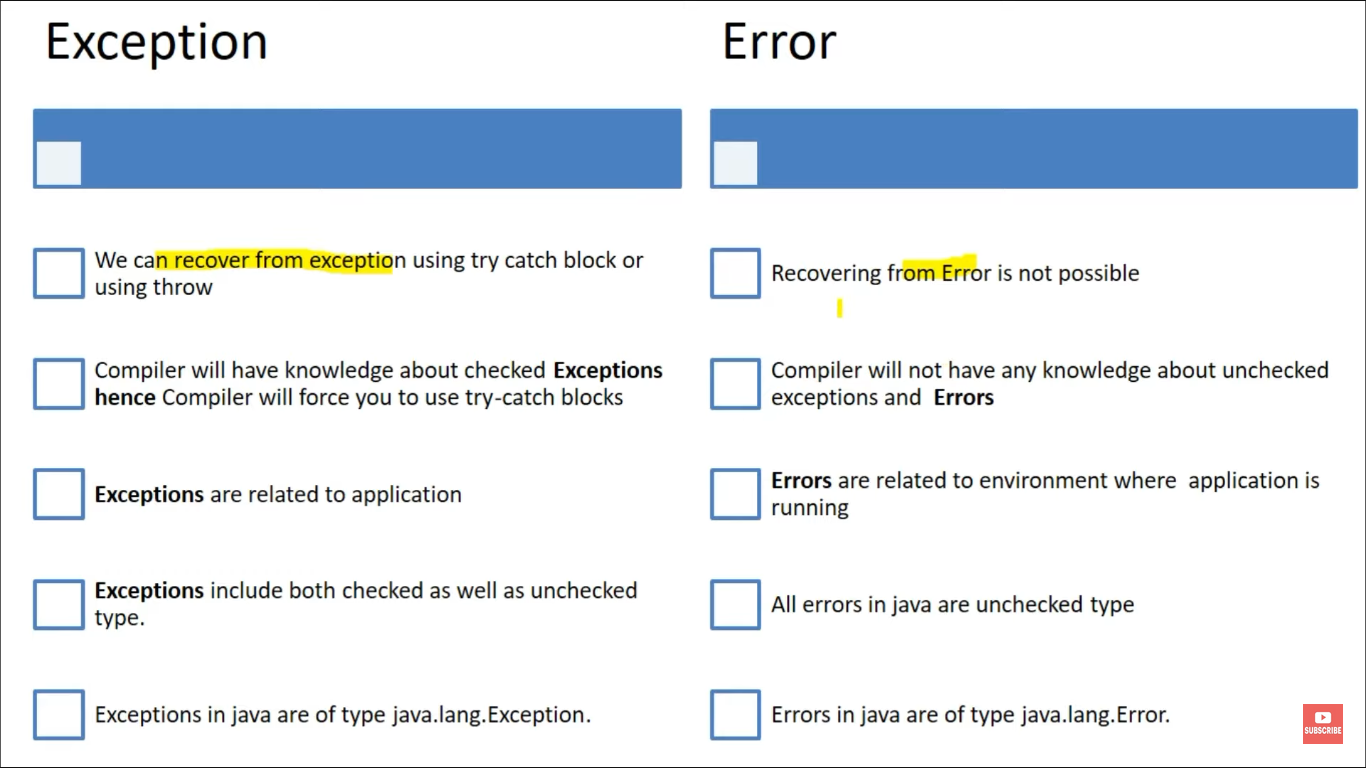 Exception
We can recover from exception using try catch block or
using throw
Compiler will have knowledge about checked Exceptions
hence Compiler will force you to use try-catch blocks
Exceptions are related to application
Exceptions include both checked as well as unchecked
type.
Exceptions in java are of type java.lang.Exception.
Error
Recovering from Error is not possible
Compiler will not have any knowledge about unchecked
exceptions and  Errors
Errors are related to environment where  application is
running
All errors in java are unchecked type
Errors in java are of type java.lang.Error.
SUBSCRIBE